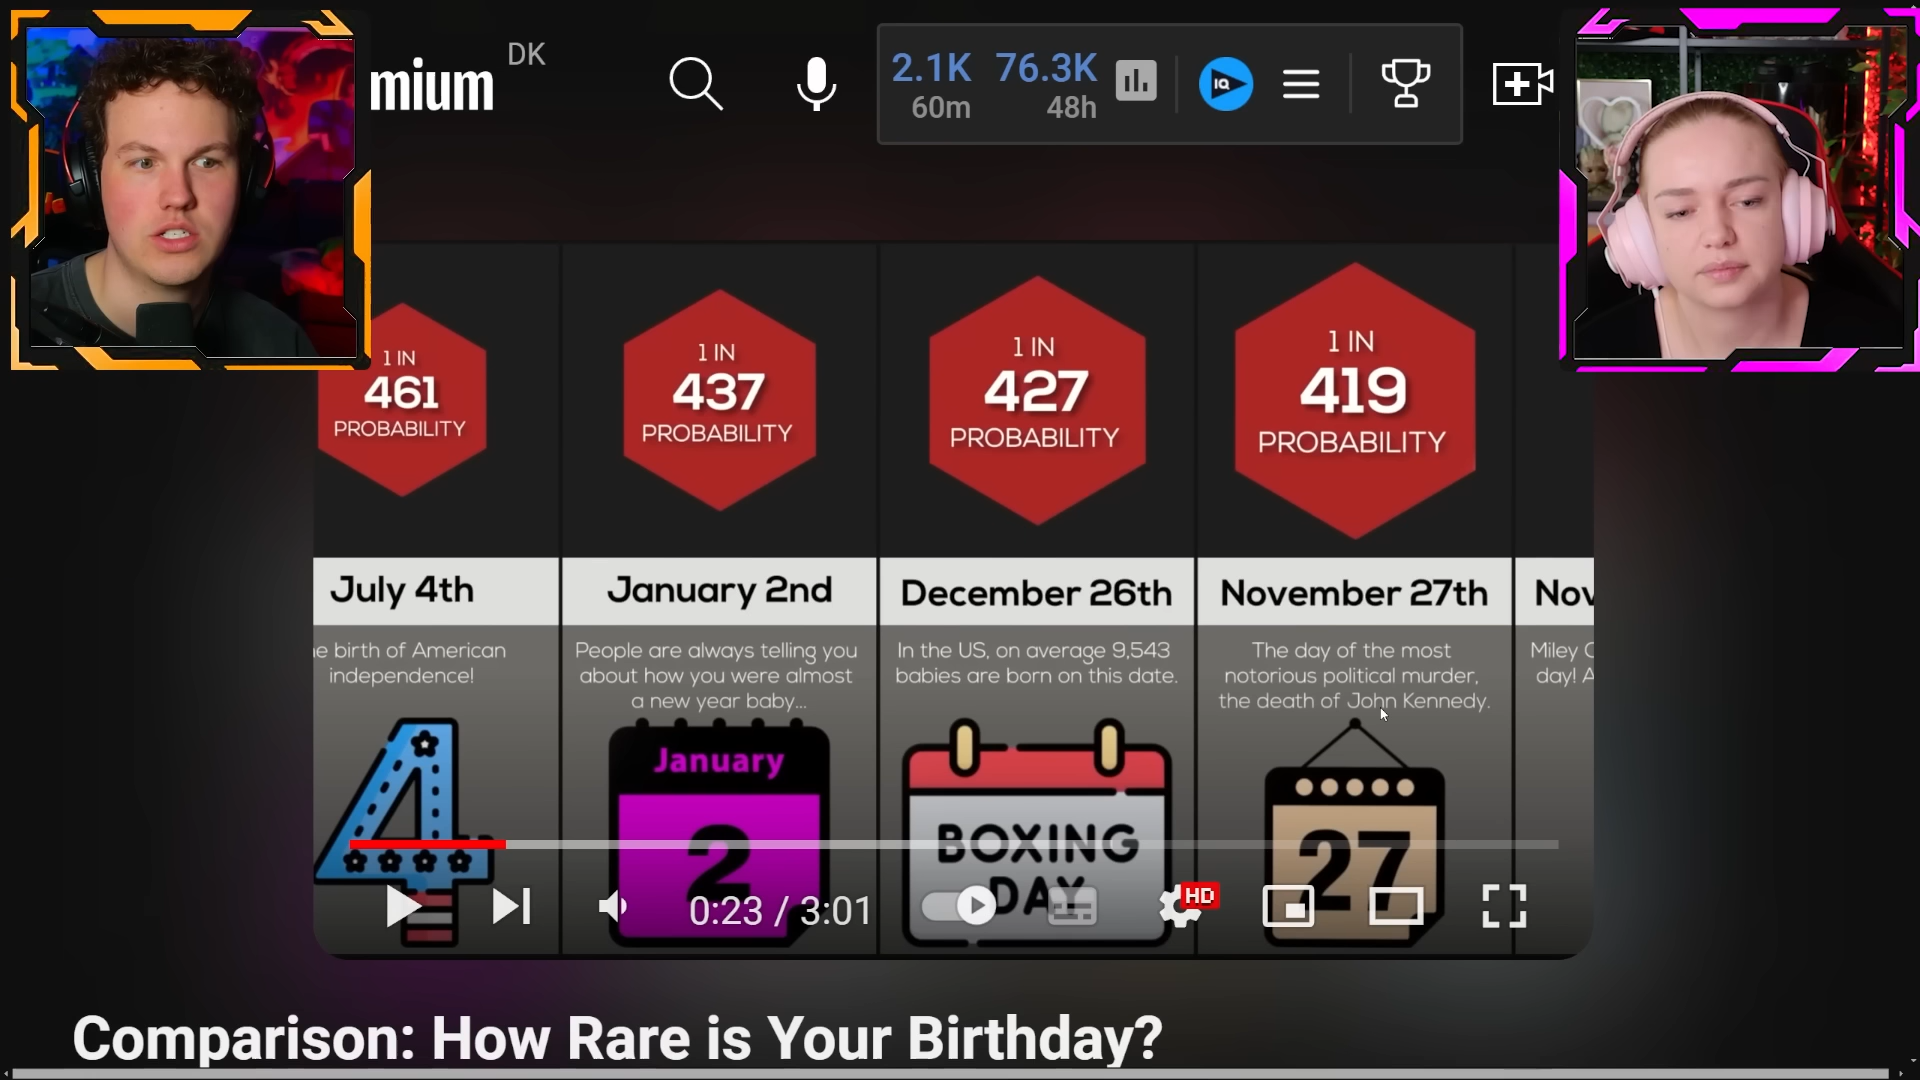 mium DK
2.1K 76.3K
60m 48h
IQ
1 IN
461
PROBABILITY
1 IN
437
PROBABILITY
1 IN
427
PROBABILITY
1 IN
419
PROBABILITY
July 4th
January 2nd
December 26th
November 27th
Nov
e birth of American
independence!
People are always telling you
about how you were almost
a new year baby...
In the US, on average 9,543
babies are born on this date.
The day of the most
notorious political murder,
the death of John Kennedy.
Miley C
day! A
4
January
2
BOXING
DAY
27
0:23 / 3:01
HD
Comparison: How Rare is Your Birthday?